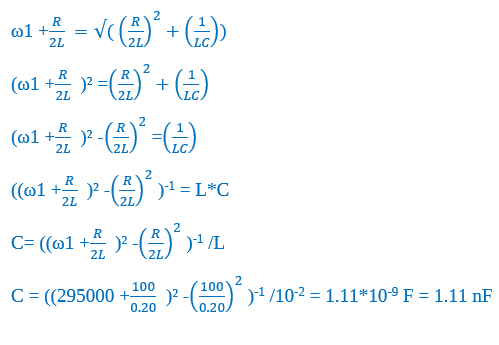 ω1 +R/2L = √( (R/2L)² + (1/LC))
(ω1 +R/2L )² =(R/2L)² + (1/LC)
(ω1 +R/2L )² -(R/2L)² =(1/LC)
((ω1 +R/2L )² -(R/2L)² )⁻¹ = L*C
C= ((ω1 +R/2L )² -(R/2L)² )⁻¹ /L
C = ((295000 +100/0.20 )² -(100/0.20)² )⁻¹ /10⁻² = 1.11*10⁻⁹ F = 1.11 nF